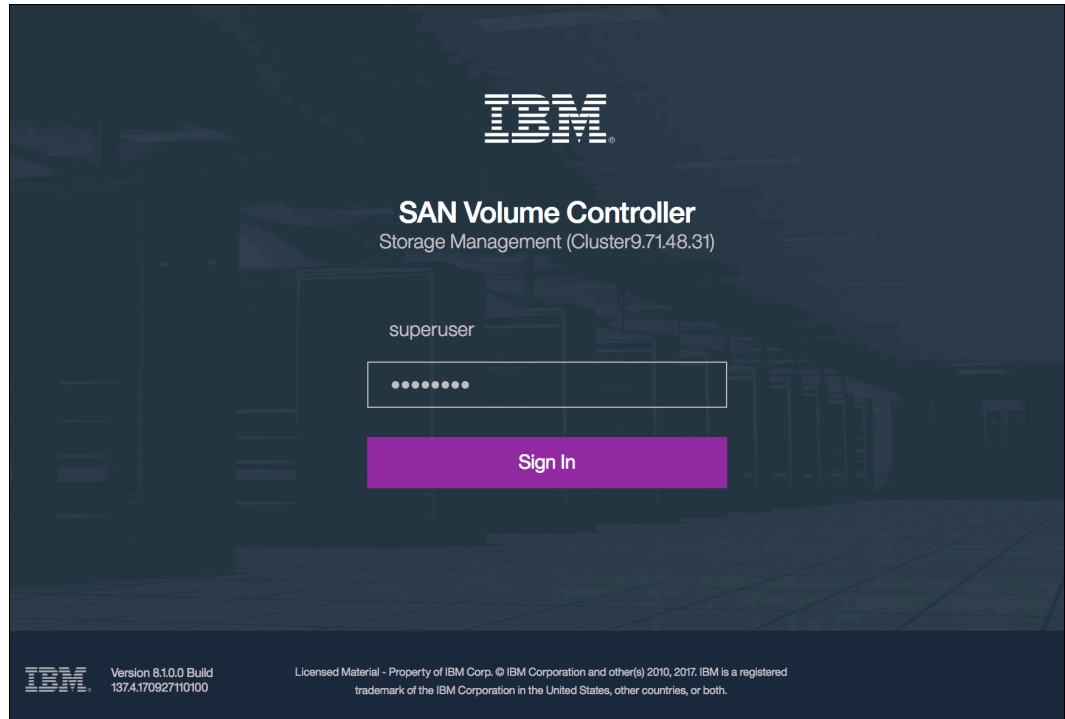 IBM®
SAN Volume Controller
Storage Management (Cluster9.71.48.31)
superuser
••••••••
Sign In
IBM®
Version 8.1.0.0 Build
137.4.170927110100
Licensed Material - Property of IBM Corp. © IBM Corporation and other(s) 2010, 2017. IBM is a registered
trademark of the IBM Corporation in the United States, other countries, or both.